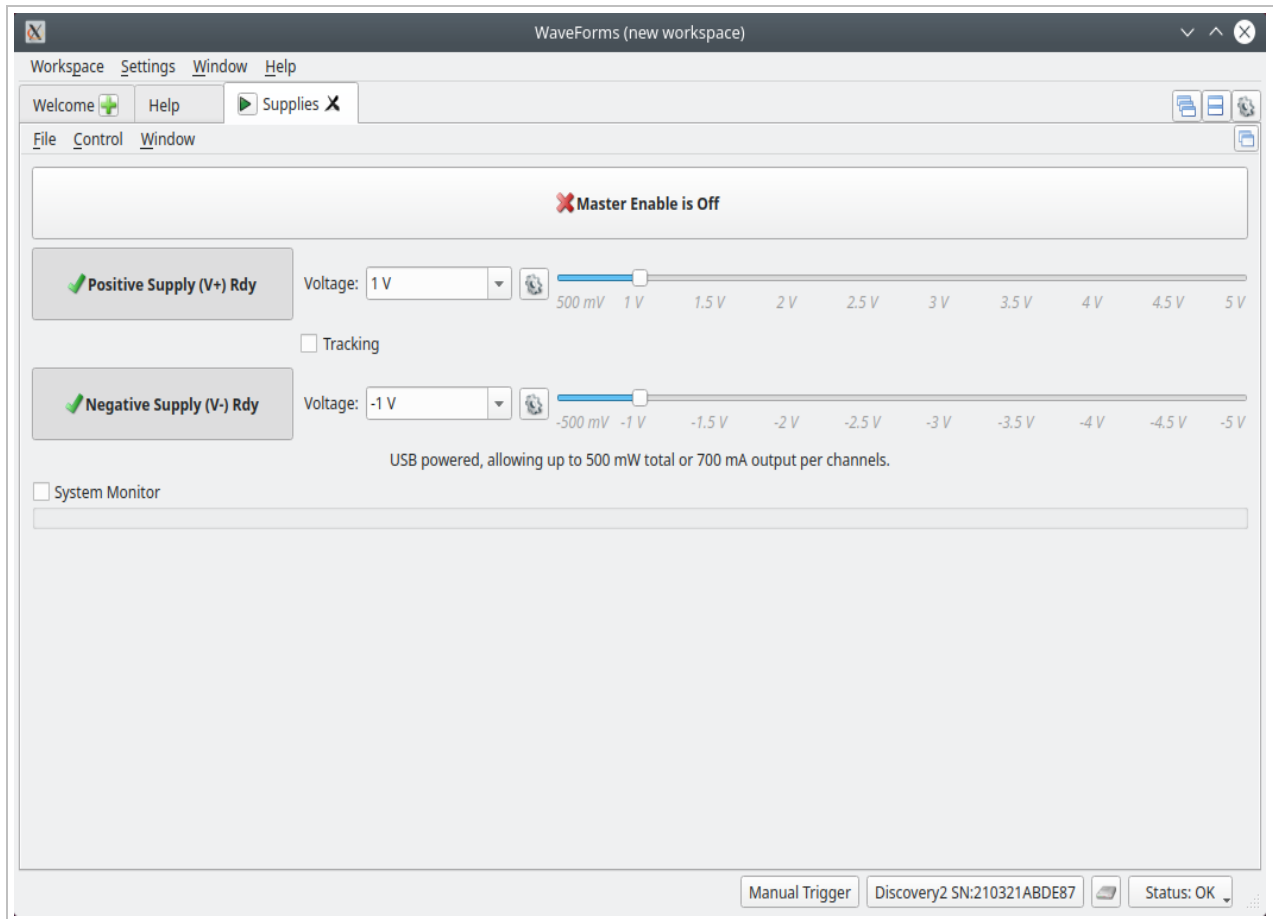 WaveForms (new workspace)
Workspace Settings Window Help
Welcome Help Supplies
File Control Window
Master Enable is Off
Positive Supply (V+) Rdy Voltage: 1 V
500 mV 1 V 1.5 V 2 V 2.5 V 3 V 3.5 V 4 V 4.5 V 5 V
Tracking
Negative Supply (V-) Rdy Voltage: -1 V
-500 mV -1 V -1.5 V -2 V -2.5 V -3 V -3.5 V -4 V -4.5 V -5 V
USB powered, allowing up to 500 mW total or 700 mA output per channels.
System Monitor
Manual Trigger Discovery2 SN:210321ABDE87 Status: OK